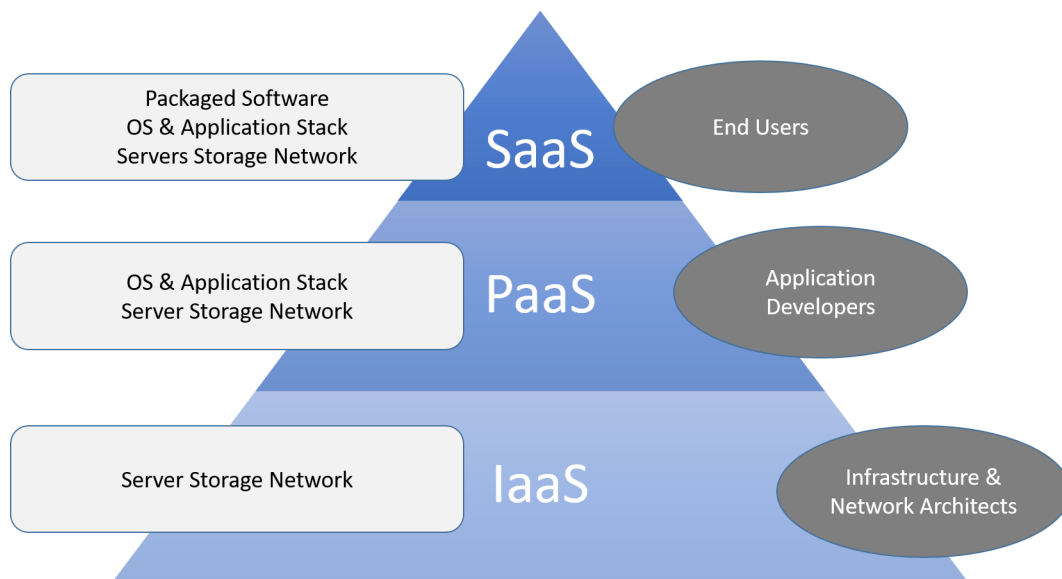 Packaged Software
OS & Application Stack
Servers Storage Network
SaaS
End Users
OS & Application Stack
Server Storage Network
PaaS
Application
Developers
Server Storage Network
IaaS
Infrastructure &
Network Architects